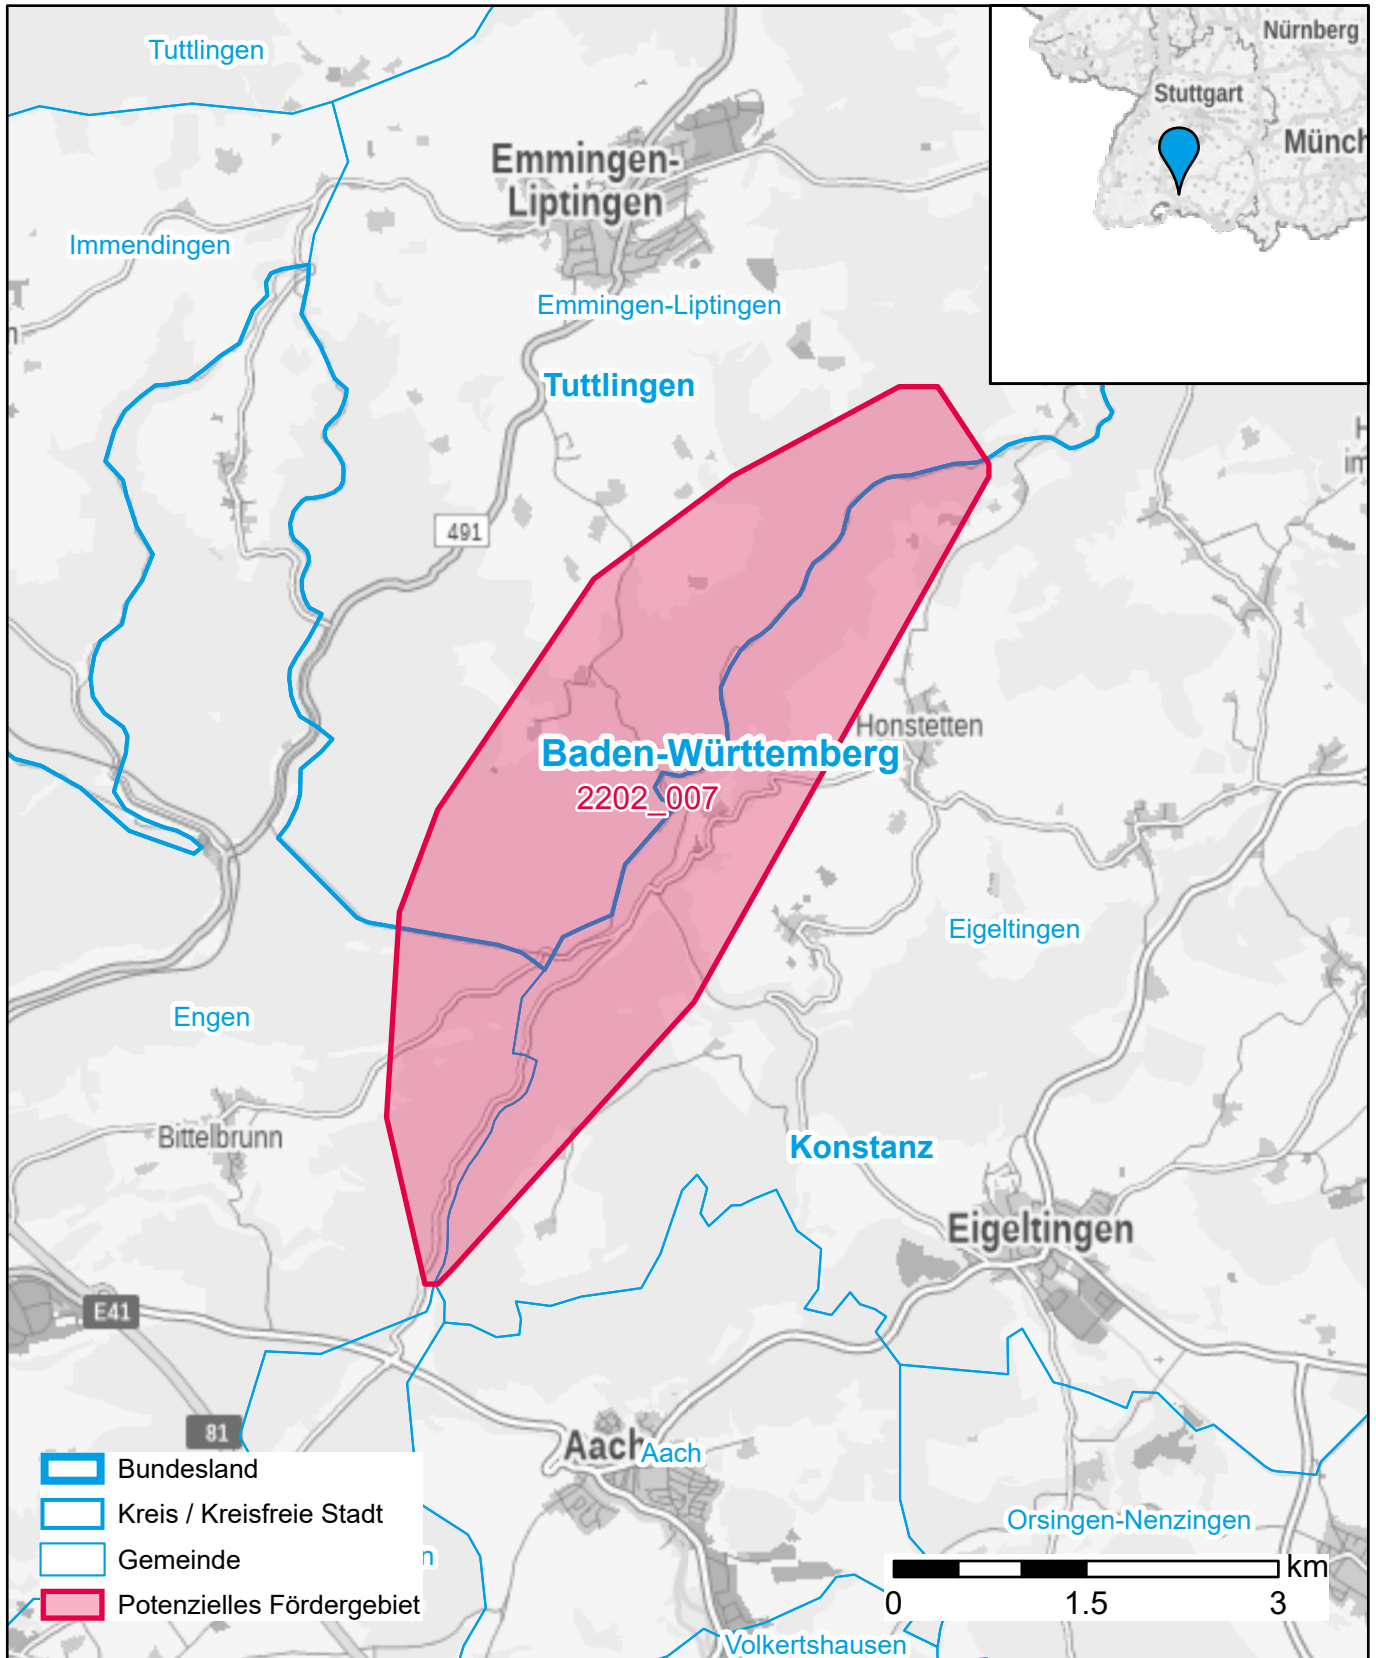 Tuttlingen
Nürnberg
Stuttgart
Münch
Emmingen-
Liptingen
Immendingen
Emmingen-Liptingen
Tuttlingen
491
Honstetten
Baden-Württemberg
2202_007
Eigeltingen
Engen
Bittelbrunn
Konstanz
Eigeltingen
E41
81
Aach
Aach
Bundesland
Kreis / Kreisfreie Stadt
Gemeinde
Potenzielles Fördergebiet
Orsingen-Nenzingen
km
0 1.5 3
Volkertshausen